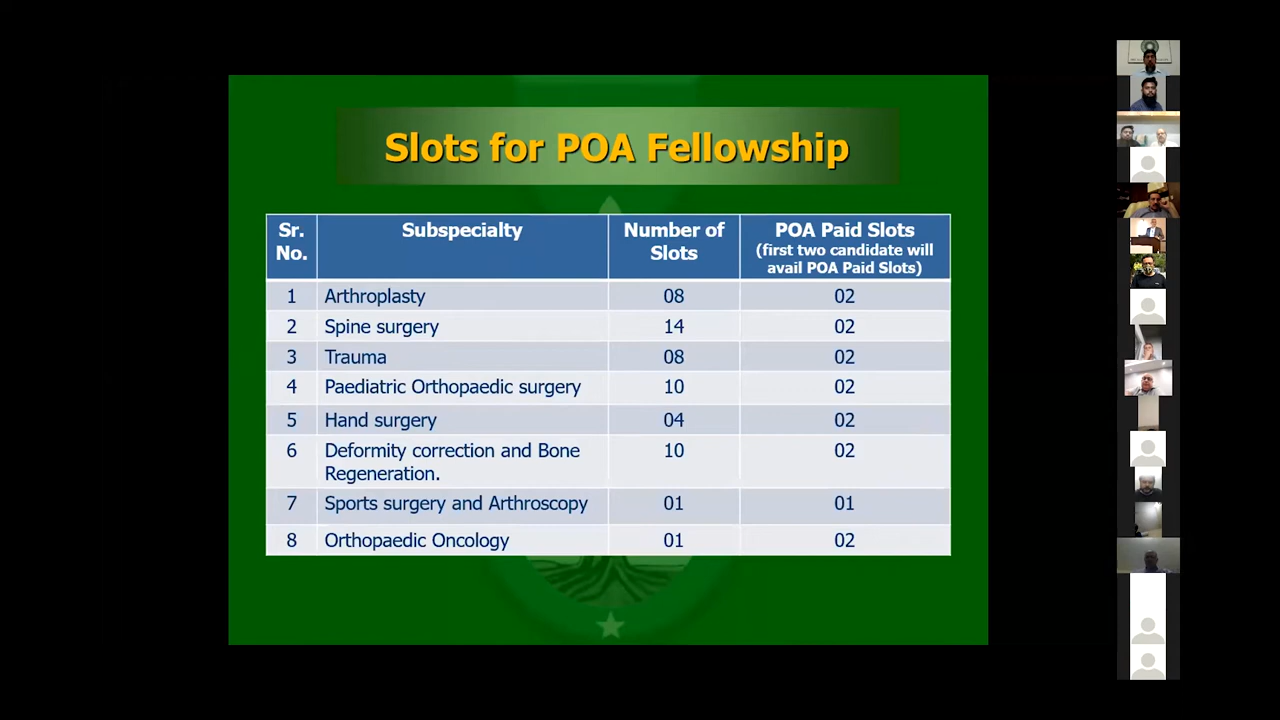 Slots for POA Fellowship
Sr. No. Subspecialty Number of Slots POA Paid Slots (first two candidate will avail POA Paid Slots)
1 Arthroplasty 08 02
2 Spine surgery 14 02
3 Trauma 08 02
4 Paediatric Orthopaedic surgery 10 02
5 Hand surgery 04 02
6 Deformity correction and Bone Regeneration. 10 02
7 Sports surgery and Arthroscopy 01 01
8 Orthopaedic Oncology 01 02